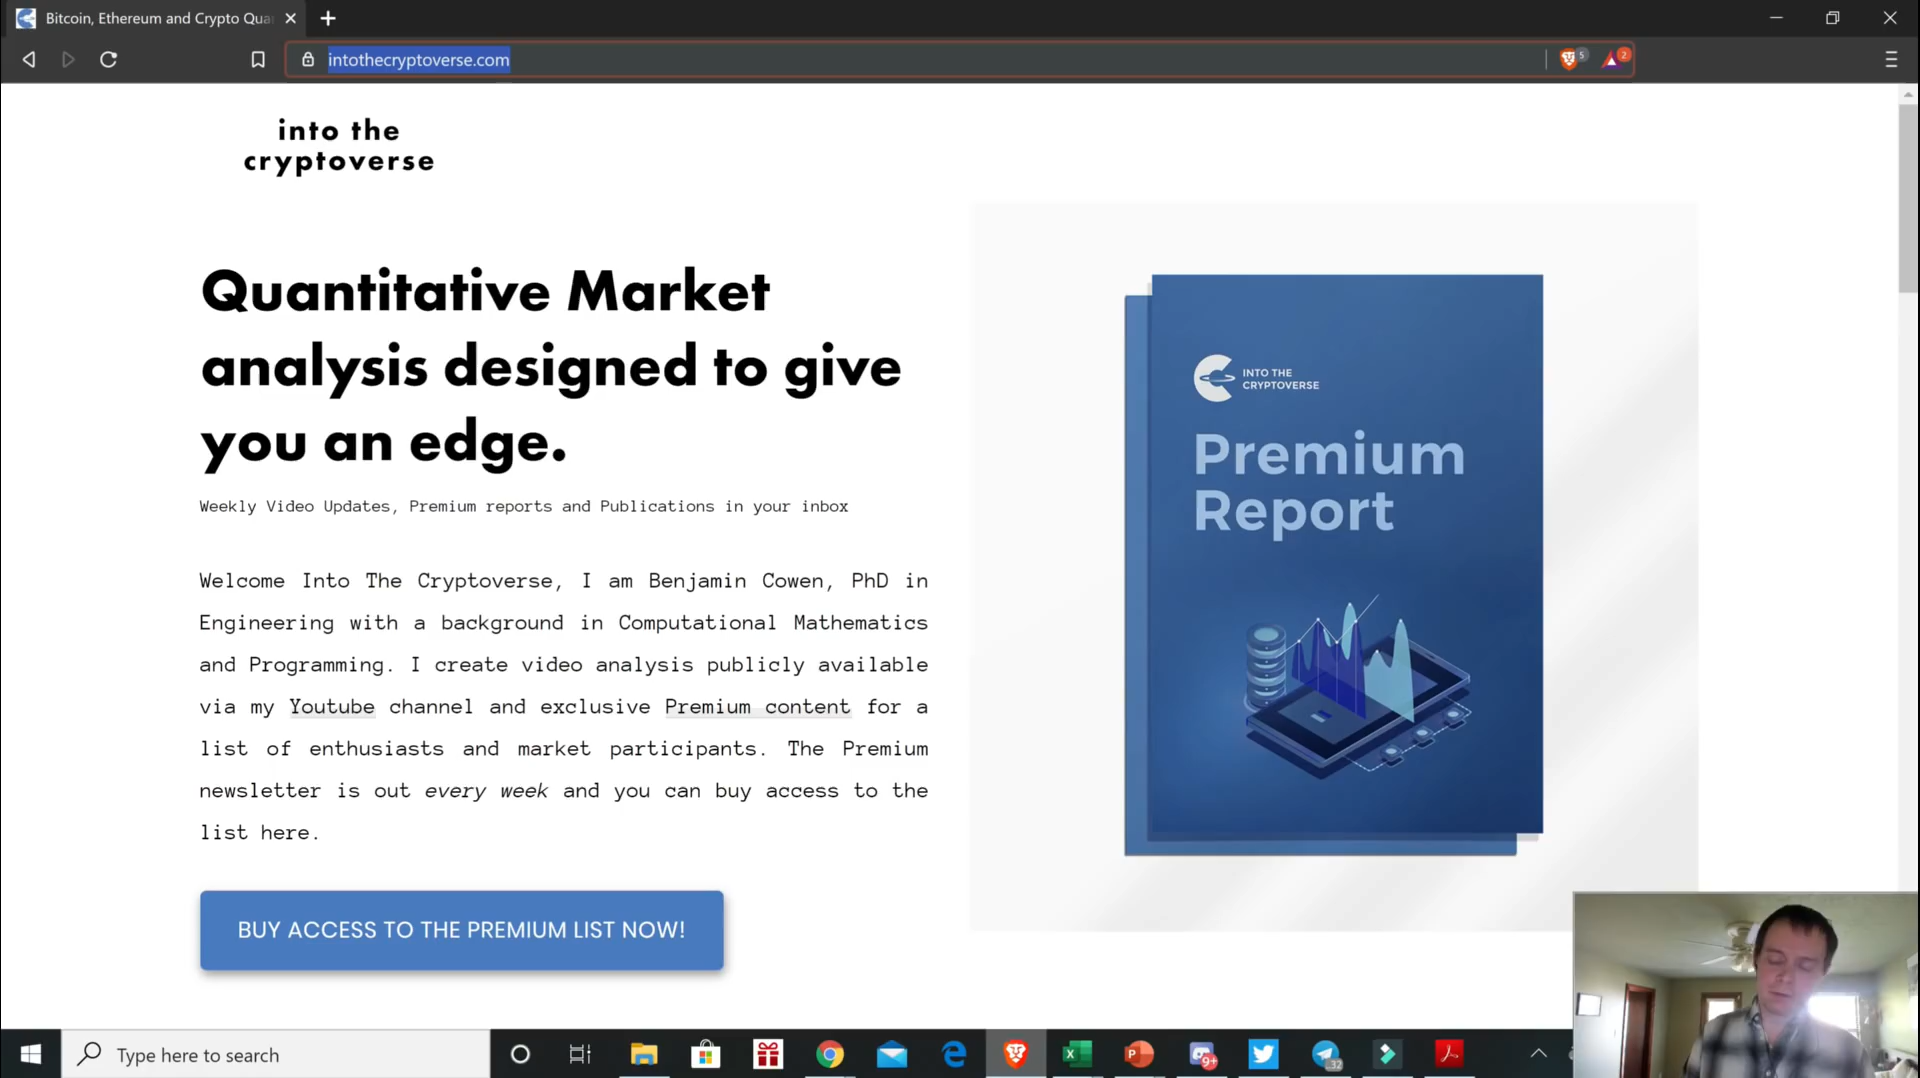 Bitcoin, Ethereum and Crypto Qua
intothecryptoverse.com
5
2
into the
cryptoverse
Quantitative Market
analysis designed to give
you an edge.
Weekly Video Updates, Premium reports and Publications in your inbox
Welcome Into The Cryptoverse, I am Benjamin Cowen, PhD in
Engineering with a background in Computational Mathematics
and Programming. I create video analysis publicly available
via my Youtube channel and exclusive Premium content for a
list of enthusiasts and market participants. The Premium
newsletter is out every week and you can buy access to the
list here.
BUY ACCESS TO THE PREMIUM LIST NOW!
INTO THE
CRYPTOVERSE
Premium
Report
Type here to search
9+
32